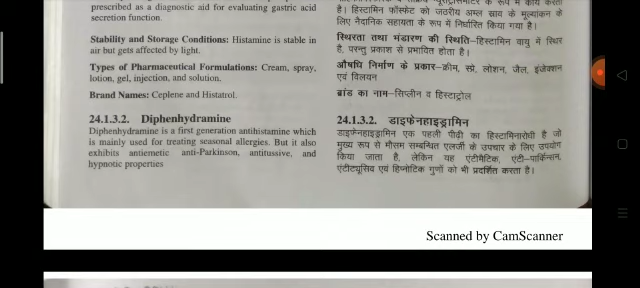 prescribed as a diagnostic aid for evaluating gastric acid
secretion function.
Stability and Storage Conditions: Histamine is stable in
air but gets affected by light.
Types of Pharmaceutical Formulations: Cream, spray,
lotion, gel, injection, and solution.
Brand Names: Ceplene and Histatrol.
24.1.3.2. Diphenhydramine
Diphenhydramine is a first generation antihistamine which
is mainly used for treating seasonal allergies. But it also
exhibits antiemetic anti-Parkinson, antitussive, and
hypnotic properties
के रूप में कार्य करता
है। हिस्टामिन फॉस्फेट को जठरीय अम्ल स्राव के मूल्यांकन के
लिए नैदानिक सहायता के रूप में निर्धारित किया गया है।
स्थिरता तथा भंडारण की स्थिति–हिस्टामिन वायु में स्थिर
है, परन्तु प्रकाश से प्रभावित होता है।
औषधि निर्माण के प्रकार–क्रीम, स्प्रे, लोशन, जैल, इंजेक्शन
एवं विलयन
ब्रांड का नाम–सिप्लीन व हिस्टाट्रोल
24.1.3.2. डाइफेनहाइड्रामिन
डाइफेनहाइड्रामिन एक पहली पीढ़ी का हिस्टामिनरोधी है जो
मुख्य रूप से मौसम सम्बन्धित एलर्जी के उपचार के लिए उपयोग
किया जाता है, लेकिन यह एंटीमैटिक, एंटी-पार्किन्सन,
एंटीट्यूसिव एवं हिप्नोटिक गुणों को भी प्रदर्शित करता है।
Scanned by CamScanner